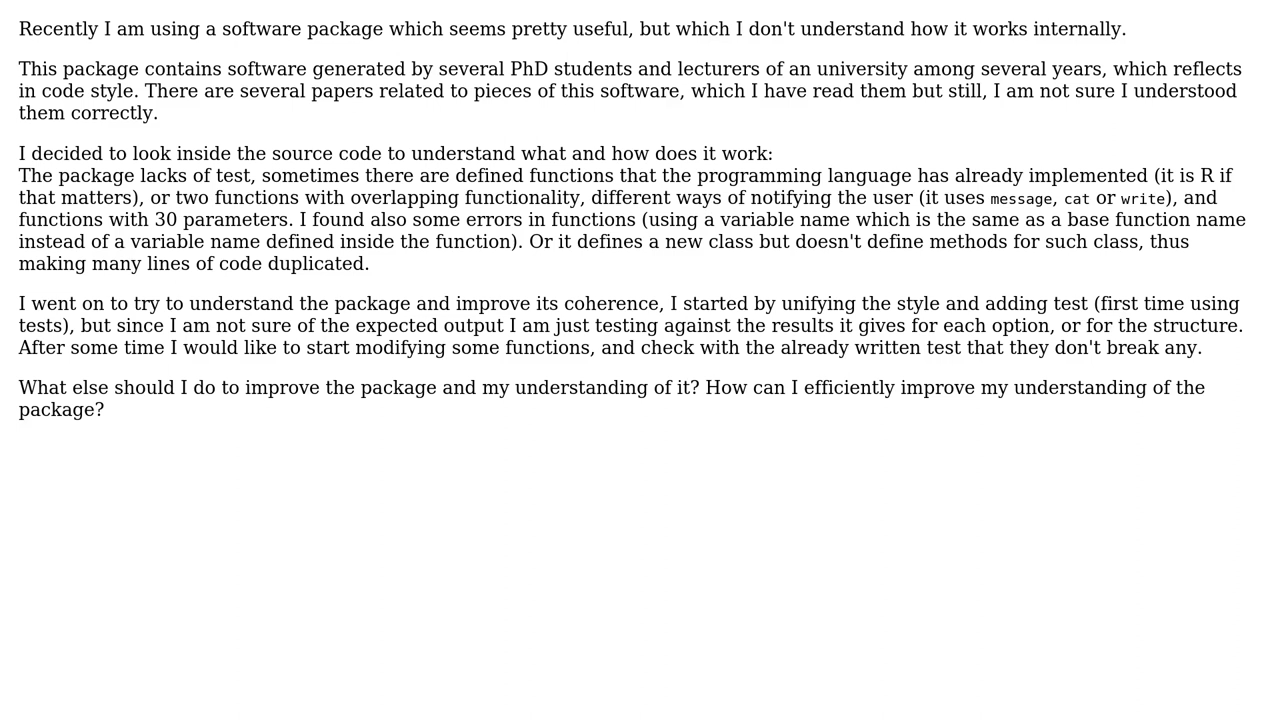 Recently I am using a software package which seems pretty useful, but which I don't understand how it works internally.
This package contains software generated by several PhD students and lecturers of an university among several years, which reflects
in code style. There are several papers related to pieces of this software, which I have read them but still, I am not sure I understood
them correctly.
I decided to look inside the source code to understand what and how does it work:
The package lacks of test, sometimes there are defined functions that the programming language has already implemented (it is R if
that matters), or two functions with overlapping functionality, different ways of notifying the user (it uses message, cat or write), and
functions with 30 parameters. I found also some errors in functions (using a variable name which is the same as a base function name
instead of a variable name defined inside the function). Or it defines a new class but doesn't define methods for such class, thus
making many lines of code duplicated.
I went on to try to understand the package and improve its coherence, I started by unifying the style and adding test (first time using
tests), but since I am not sure of the expected output I am just testing against the results it gives for each option, or for the structure.
After some time I would like to start modifying some functions, and check with the already written test that they don't break any.
What else should I do to improve the package and my understanding of it? How can I efficiently improve my understanding of the
package?